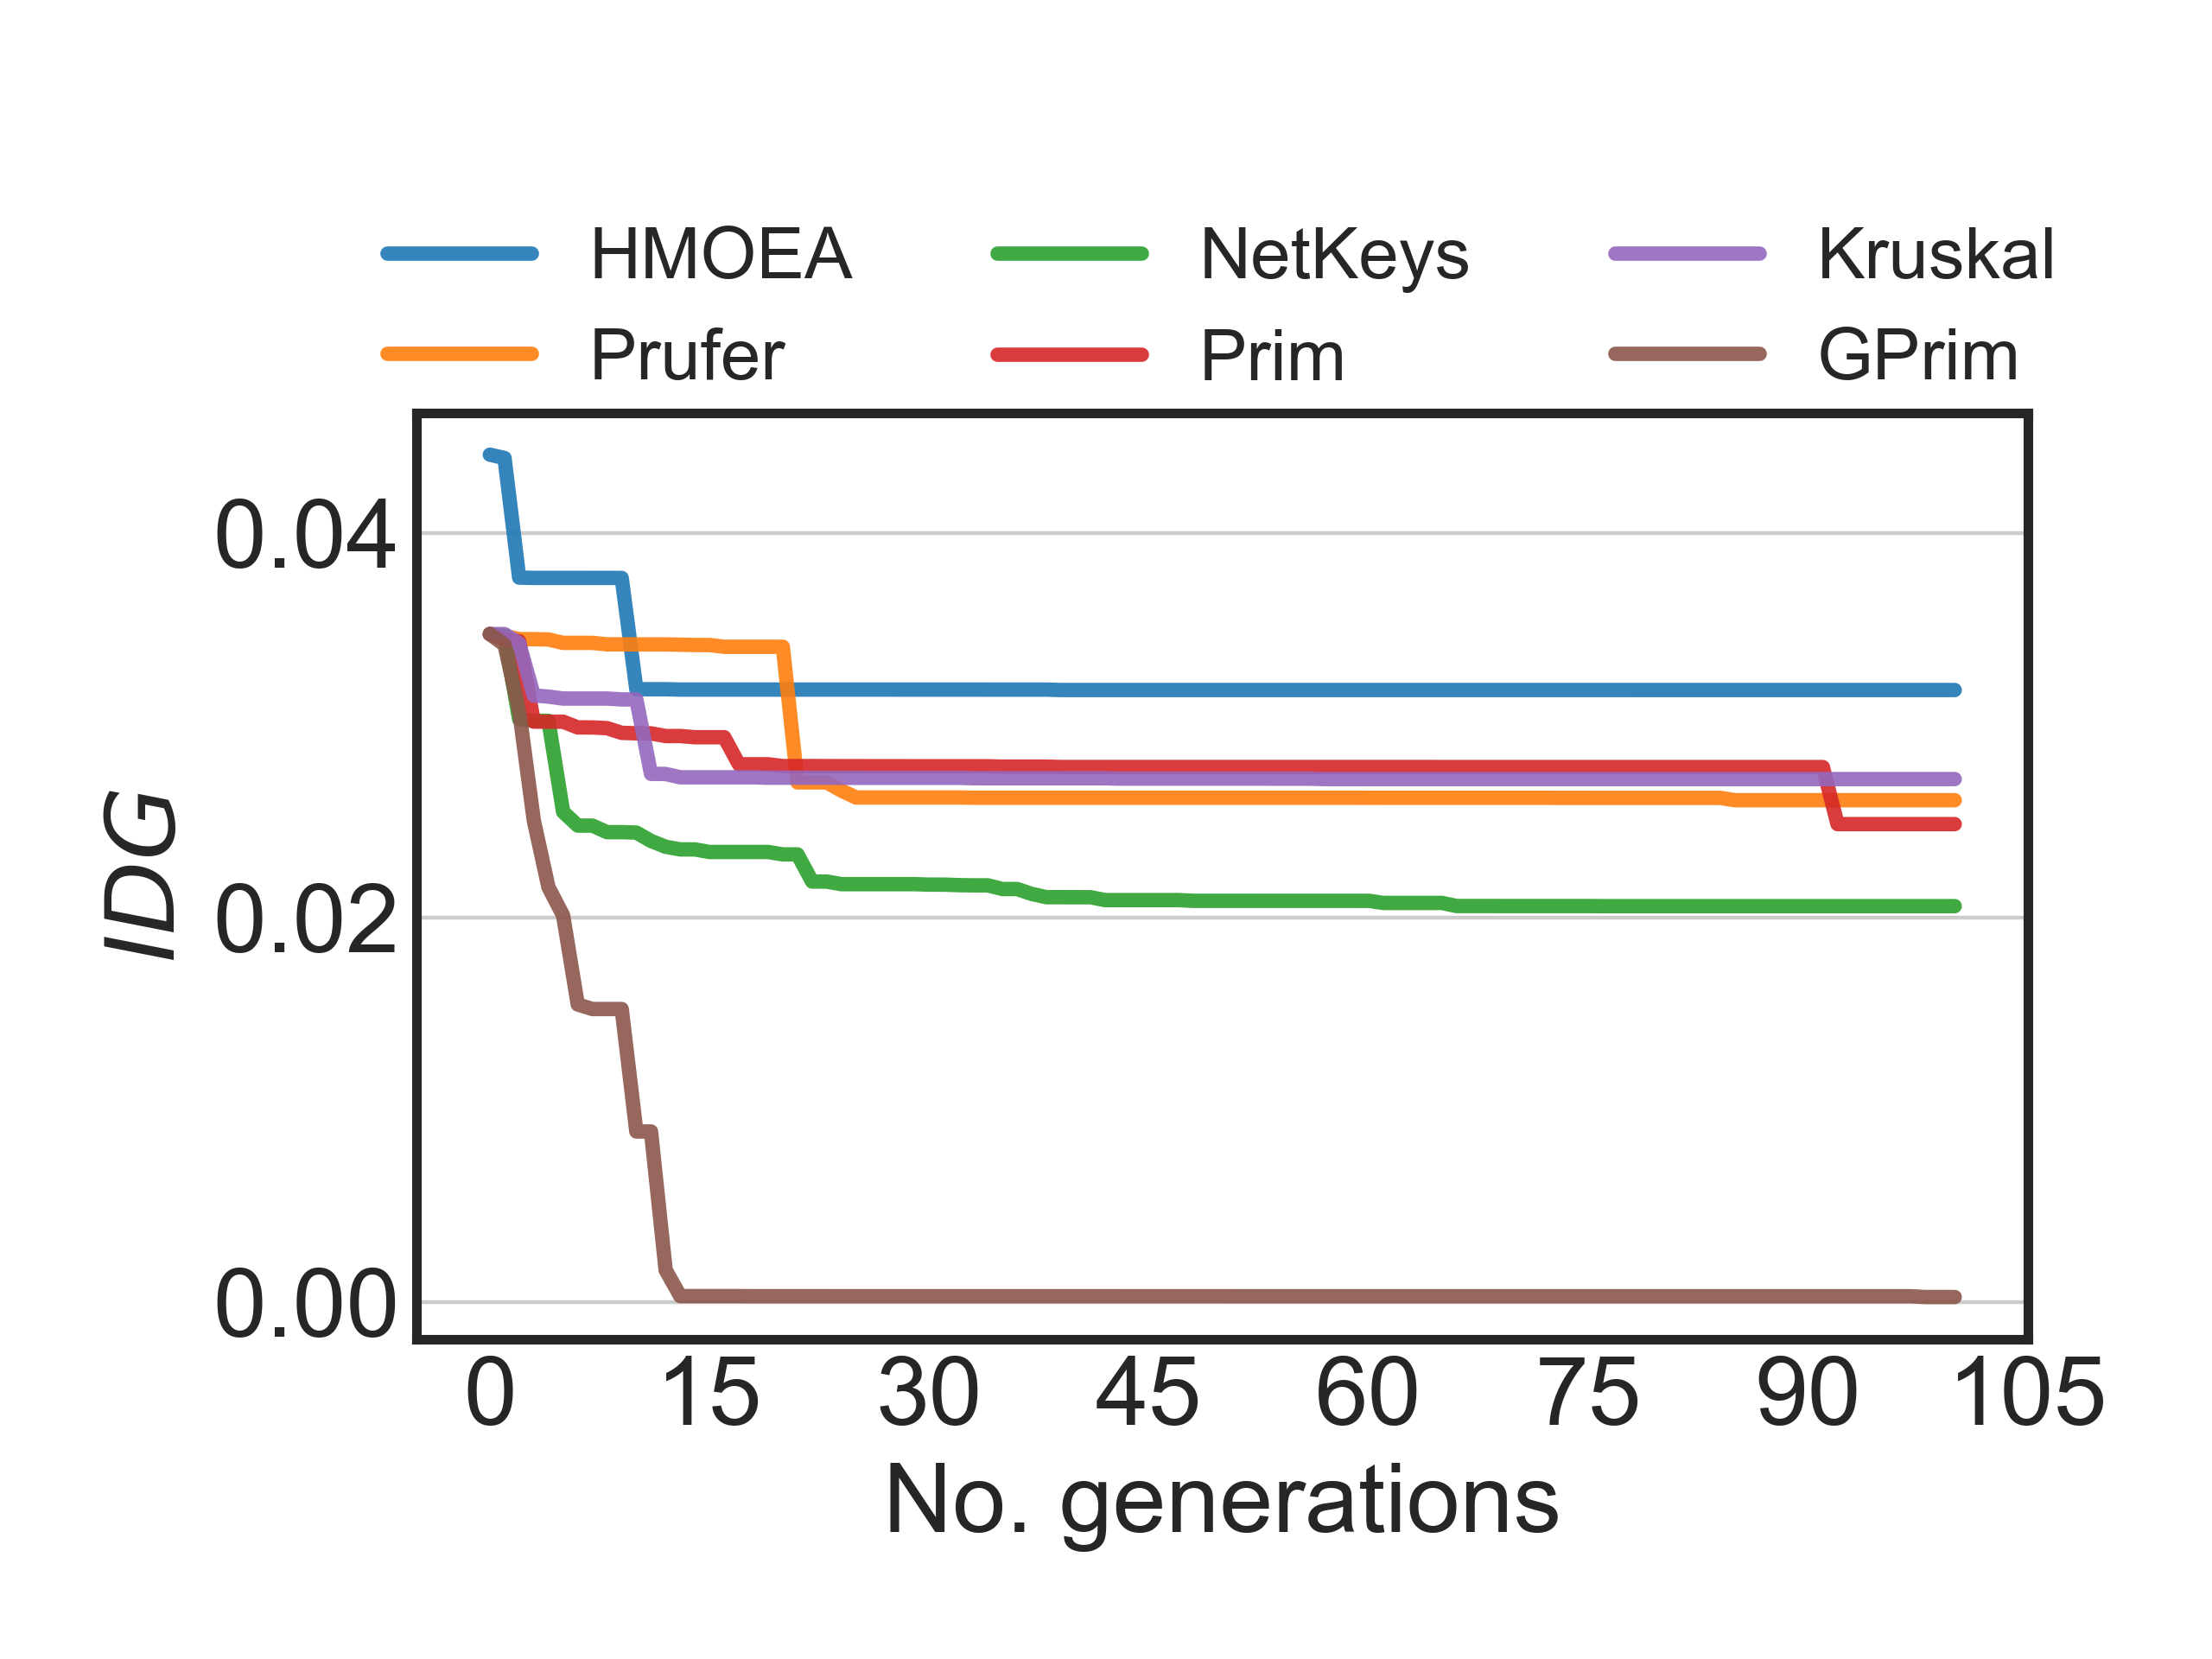 HMOEA NetKeys Kruskal
Prufer Prim GPrim
0.04
0.02
0.00
IDG
0 15 30 45 60 75 90 105
No. generations